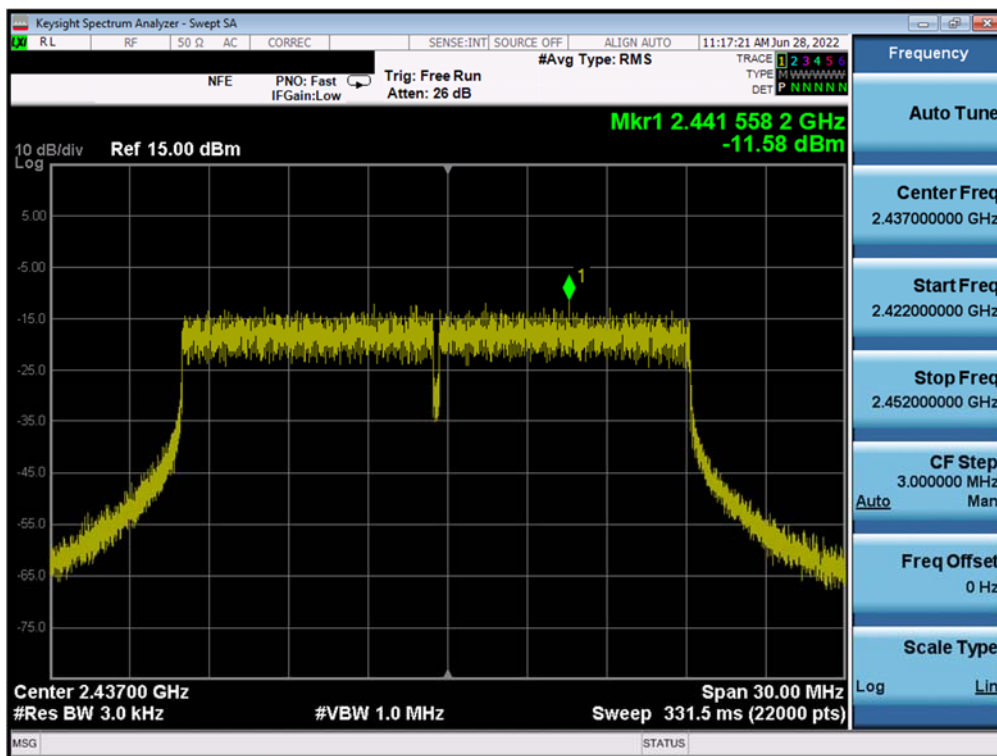 Keysight Spectrum Analyzer - Swept SA
LXI RL RF 50 Ω AC CORREC SENSE:INT SOURCE OFF ALIGN AUTO 11:17:21 AM Jun 28, 2022
Frequency
NFE PNO: Fast IFGain:Low
Trig: Free Run
Atten: 26 dB
#Avg Type: RMS
TRACE 1 2 3 4 5 6
TYPE M WWWWW
DET P N N N N N
Auto Tune
Mkr1 2.441 558 2 GHz
-11.58 dBm
10 dB/div Ref 15.00 dBm
Log
5.00
-5.00
-15.0
-25.0
-35.0
-45.0
-55.0
-65.0
-75.0
1
Center Freq
2.437000000 GHz
Start Freq
2.422000000 GHz
Stop Freq
2.452000000 GHz
CF Step
3.000000 MHz
Auto Man
Freq Offset
0 Hz
Scale Type
Log Lin
Center 2.43700 GHz Span 30.00 MHz
#Res BW 3.0 kHz #VBW 1.0 MHz Sweep 331.5 ms (22000 pts)
MSG STATUS